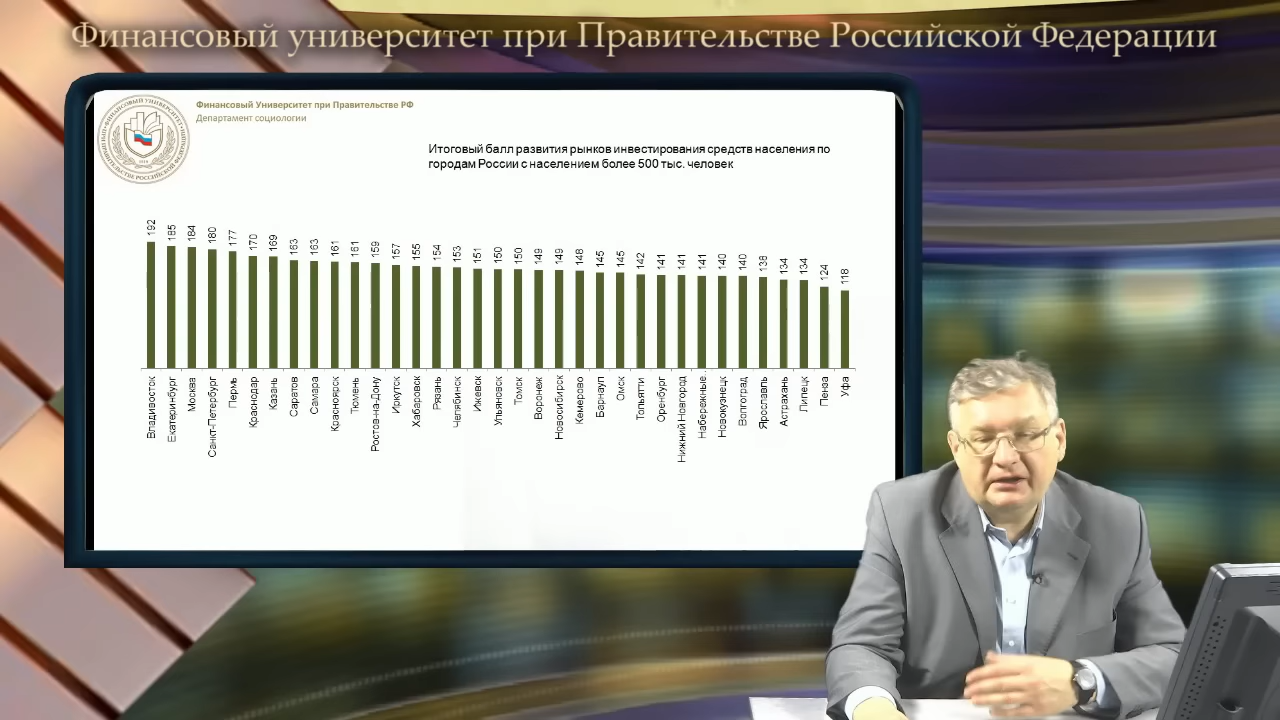 Финансовый университет при Правительстве Российской Федерации
ФИНАНСОВЫЙ УНИВЕРСИТЕТ
ПРАВИТЕЛЬСТВЕ РОССИЙСКОЙ ФЕДЕРАЦИИ
Финансовый Университет при Правительстве РФ
Департамент социологии
Итоговый балл развития рынков инвестирования средств населения по
городам России с населением более 500 тыс. человек
192 185 184 180 177 170 169 163 163 161 161 159 157 155 154 153 151 150 150 149 149 148 145 145 142 141 141 141 140 140 138 134 134 124 118
Владивосток
Екатеринбург
Москва
Санкт-Петербург
Пермь
Краснодар
Казань
Саратов
Самара
Красноярск
Тюмень
Ростов-на-Дону
Иркутск
Хабаровск
Рязань
Челябинск
Ижевск
Ульяновск
Томск
Воронеж
Новосибирск
Кемерово
Барнаул
Омск
Тольятти
Оренбург
Нижний Новгород
Набережные..
Новокузнецк
Волгоград
Ярославль
Астрахань
Липецк
Пенза
Уфа